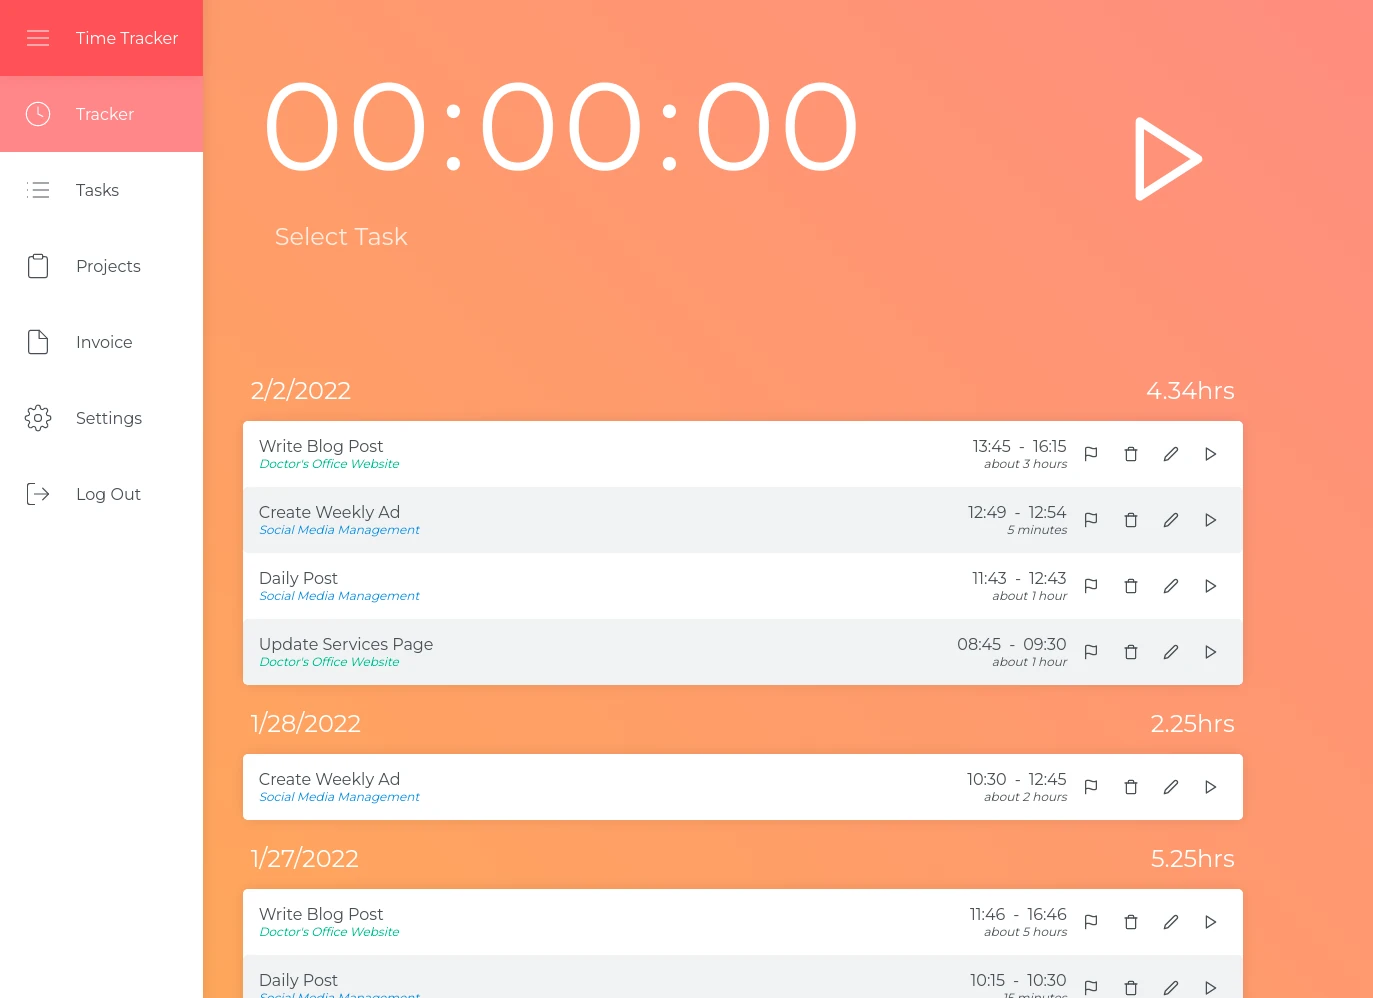 Time Tracker
Tracker
Tasks
Projects
Invoice
Settings
Log Out
00:00:00
Select Task
2/2/2022 4.34hrs
Write Blog Post 13:45 - 16:15
Doctor's Office Website about 3 hours
Create Weekly Ad 12:49 - 12:54
Social Media Management 5 minutes
Daily Post 11:43 - 12:43
Social Media Management about 1 hour
Update Services Page 08:45 - 09:30
Doctor's Office Website about 1 hour
1/28/2022 2.25hrs
Create Weekly Ad 10:30 - 12:45
Social Media Management about 2 hours
1/27/2022 5.25hrs
Write Blog Post 11:46 - 16:46
Doctor's Office Website about 5 hours
Daily Post 10:15 - 10:30
Social Media Management 15 minutes